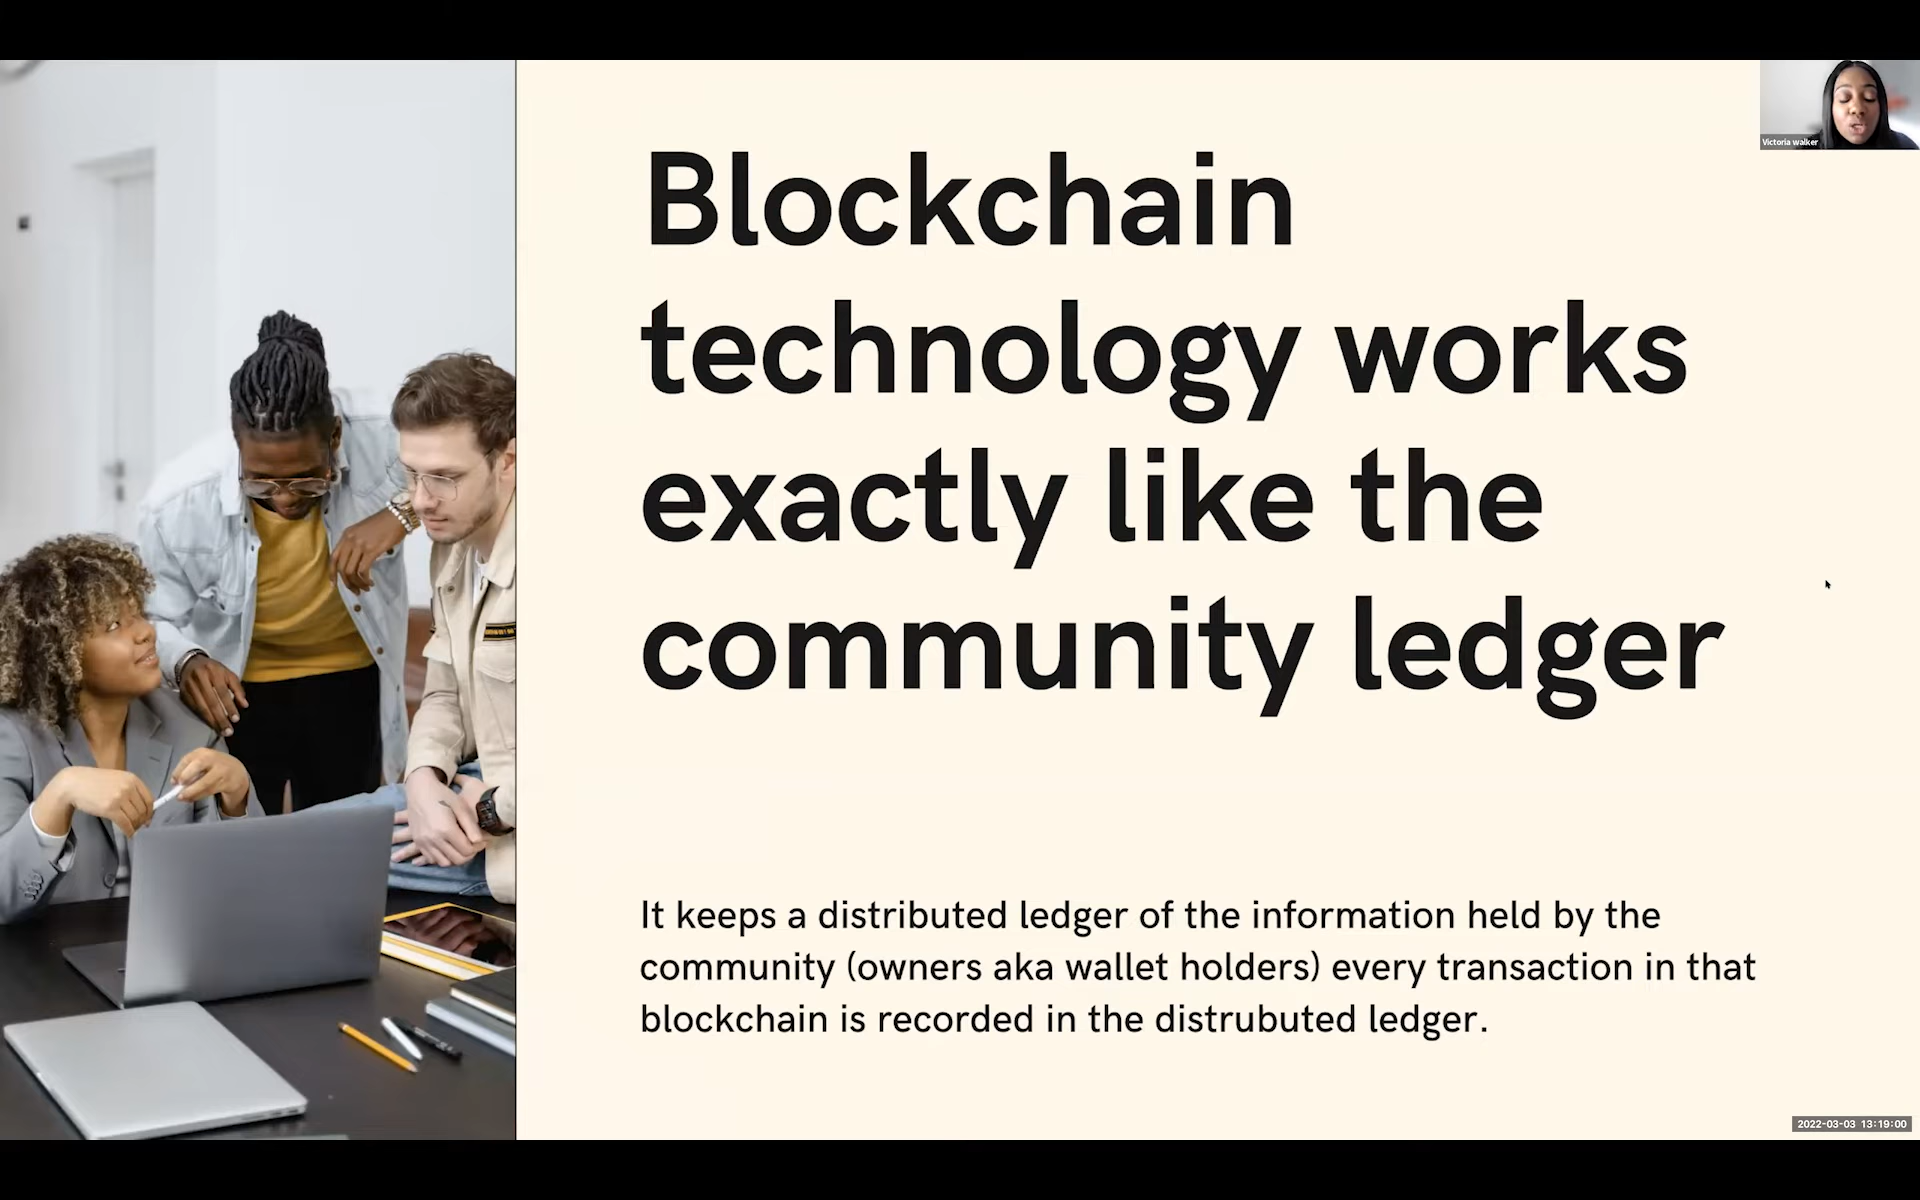 Victoria walker
Blockchain
technology works
exactly like the
community ledger
It keeps a distributed ledger of the information held by the
community (owners aka wallet holders) every transaction in that
blockchain is recorded in the distrubuted ledger.
2022-03-03 13:19:00